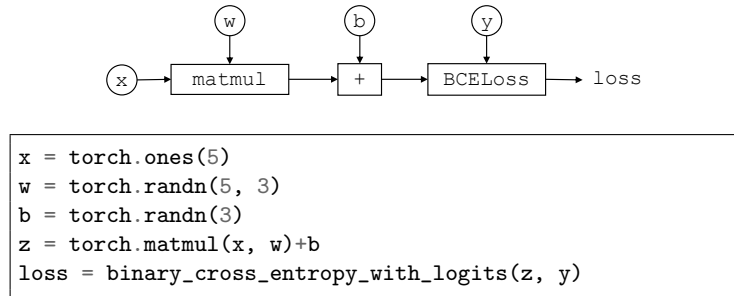 w b y
x matmul + BCELoss loss
x = torch.ones(5)
w = torch.randn(5, 3)
b = torch.randn(3)
z = torch.matmul(x, w)+b
loss = binary_cross_entropy_with_logits(z, y)